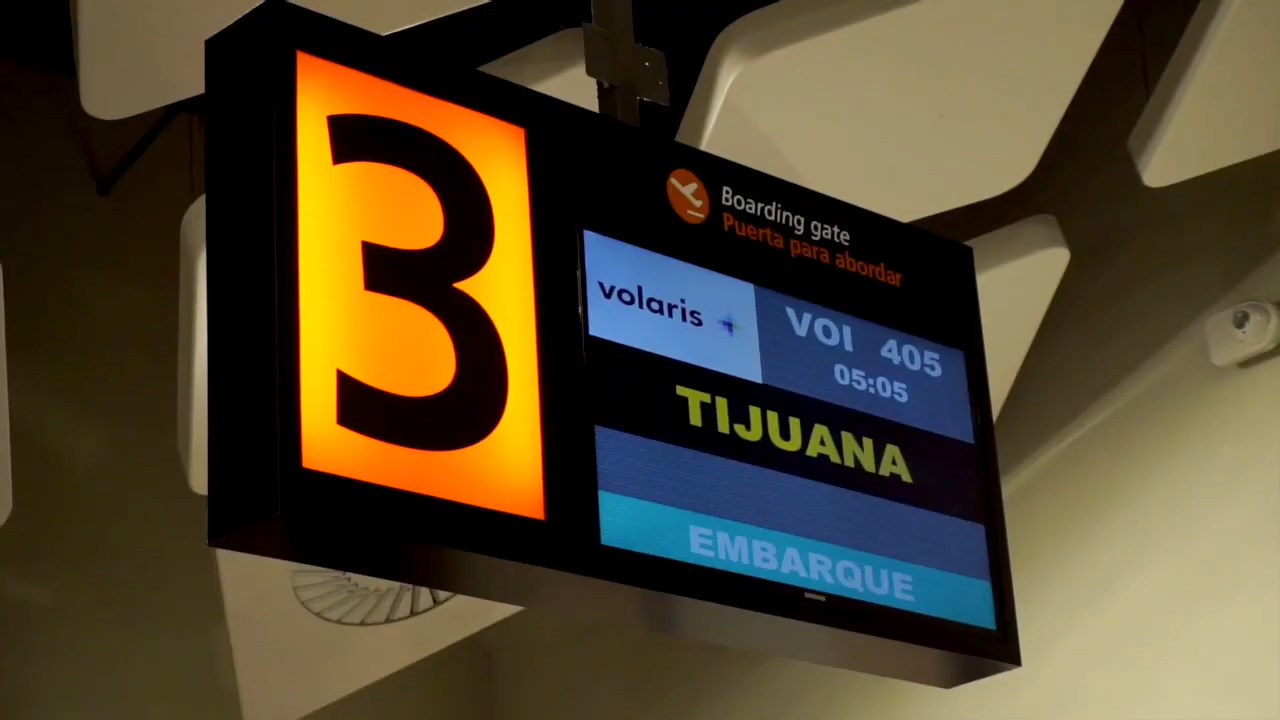 3
Boarding gate
Puerta para abordar
volaris
VOI 405
05:05
TIJUANA
EMBARQUE